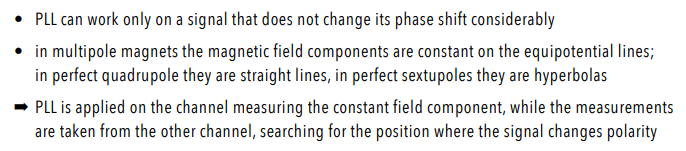 • PLL can work only on a signal that does not change its phase shift considerably
• in multipole magnets the magnetic field components are constant on the equipotential lines;
in perfect quadrupole they are straight lines, in perfect sextupoles they are hyperbolas
➡ PLL is applied on the channel measuring the constant field component, while the measurements
are taken from the other channel, searching for the position where the signal changes polarity